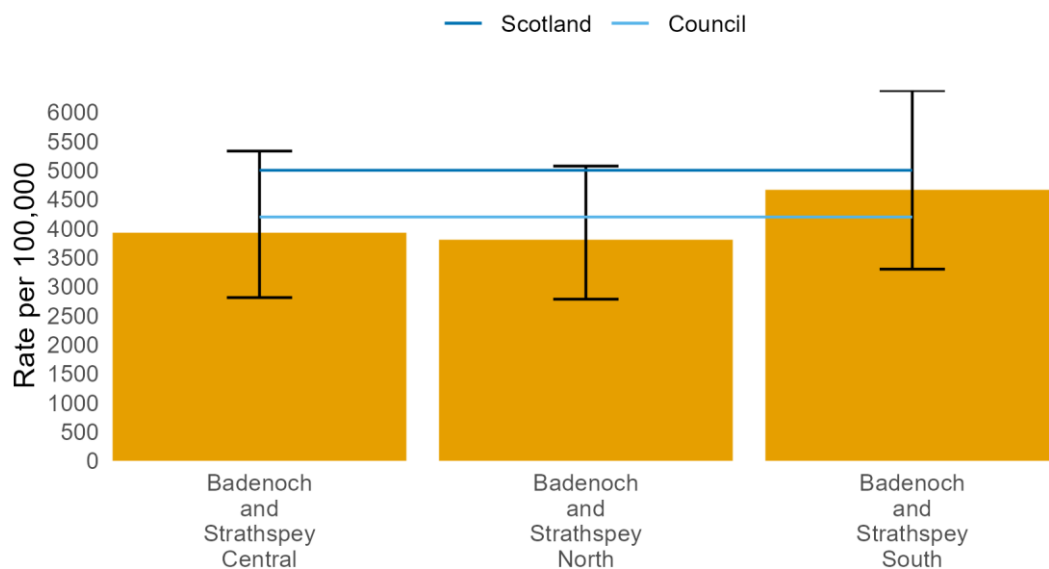 Scotland Council
6000
5500
5000
4500
4000
3500
3000
2500
2000
1500
1000
500
0
Rate per 100,000
Badenoch
and
Strathspey
Central
Badenoch
and
Strathspey
North
Badenoch
and
Strathspey
South